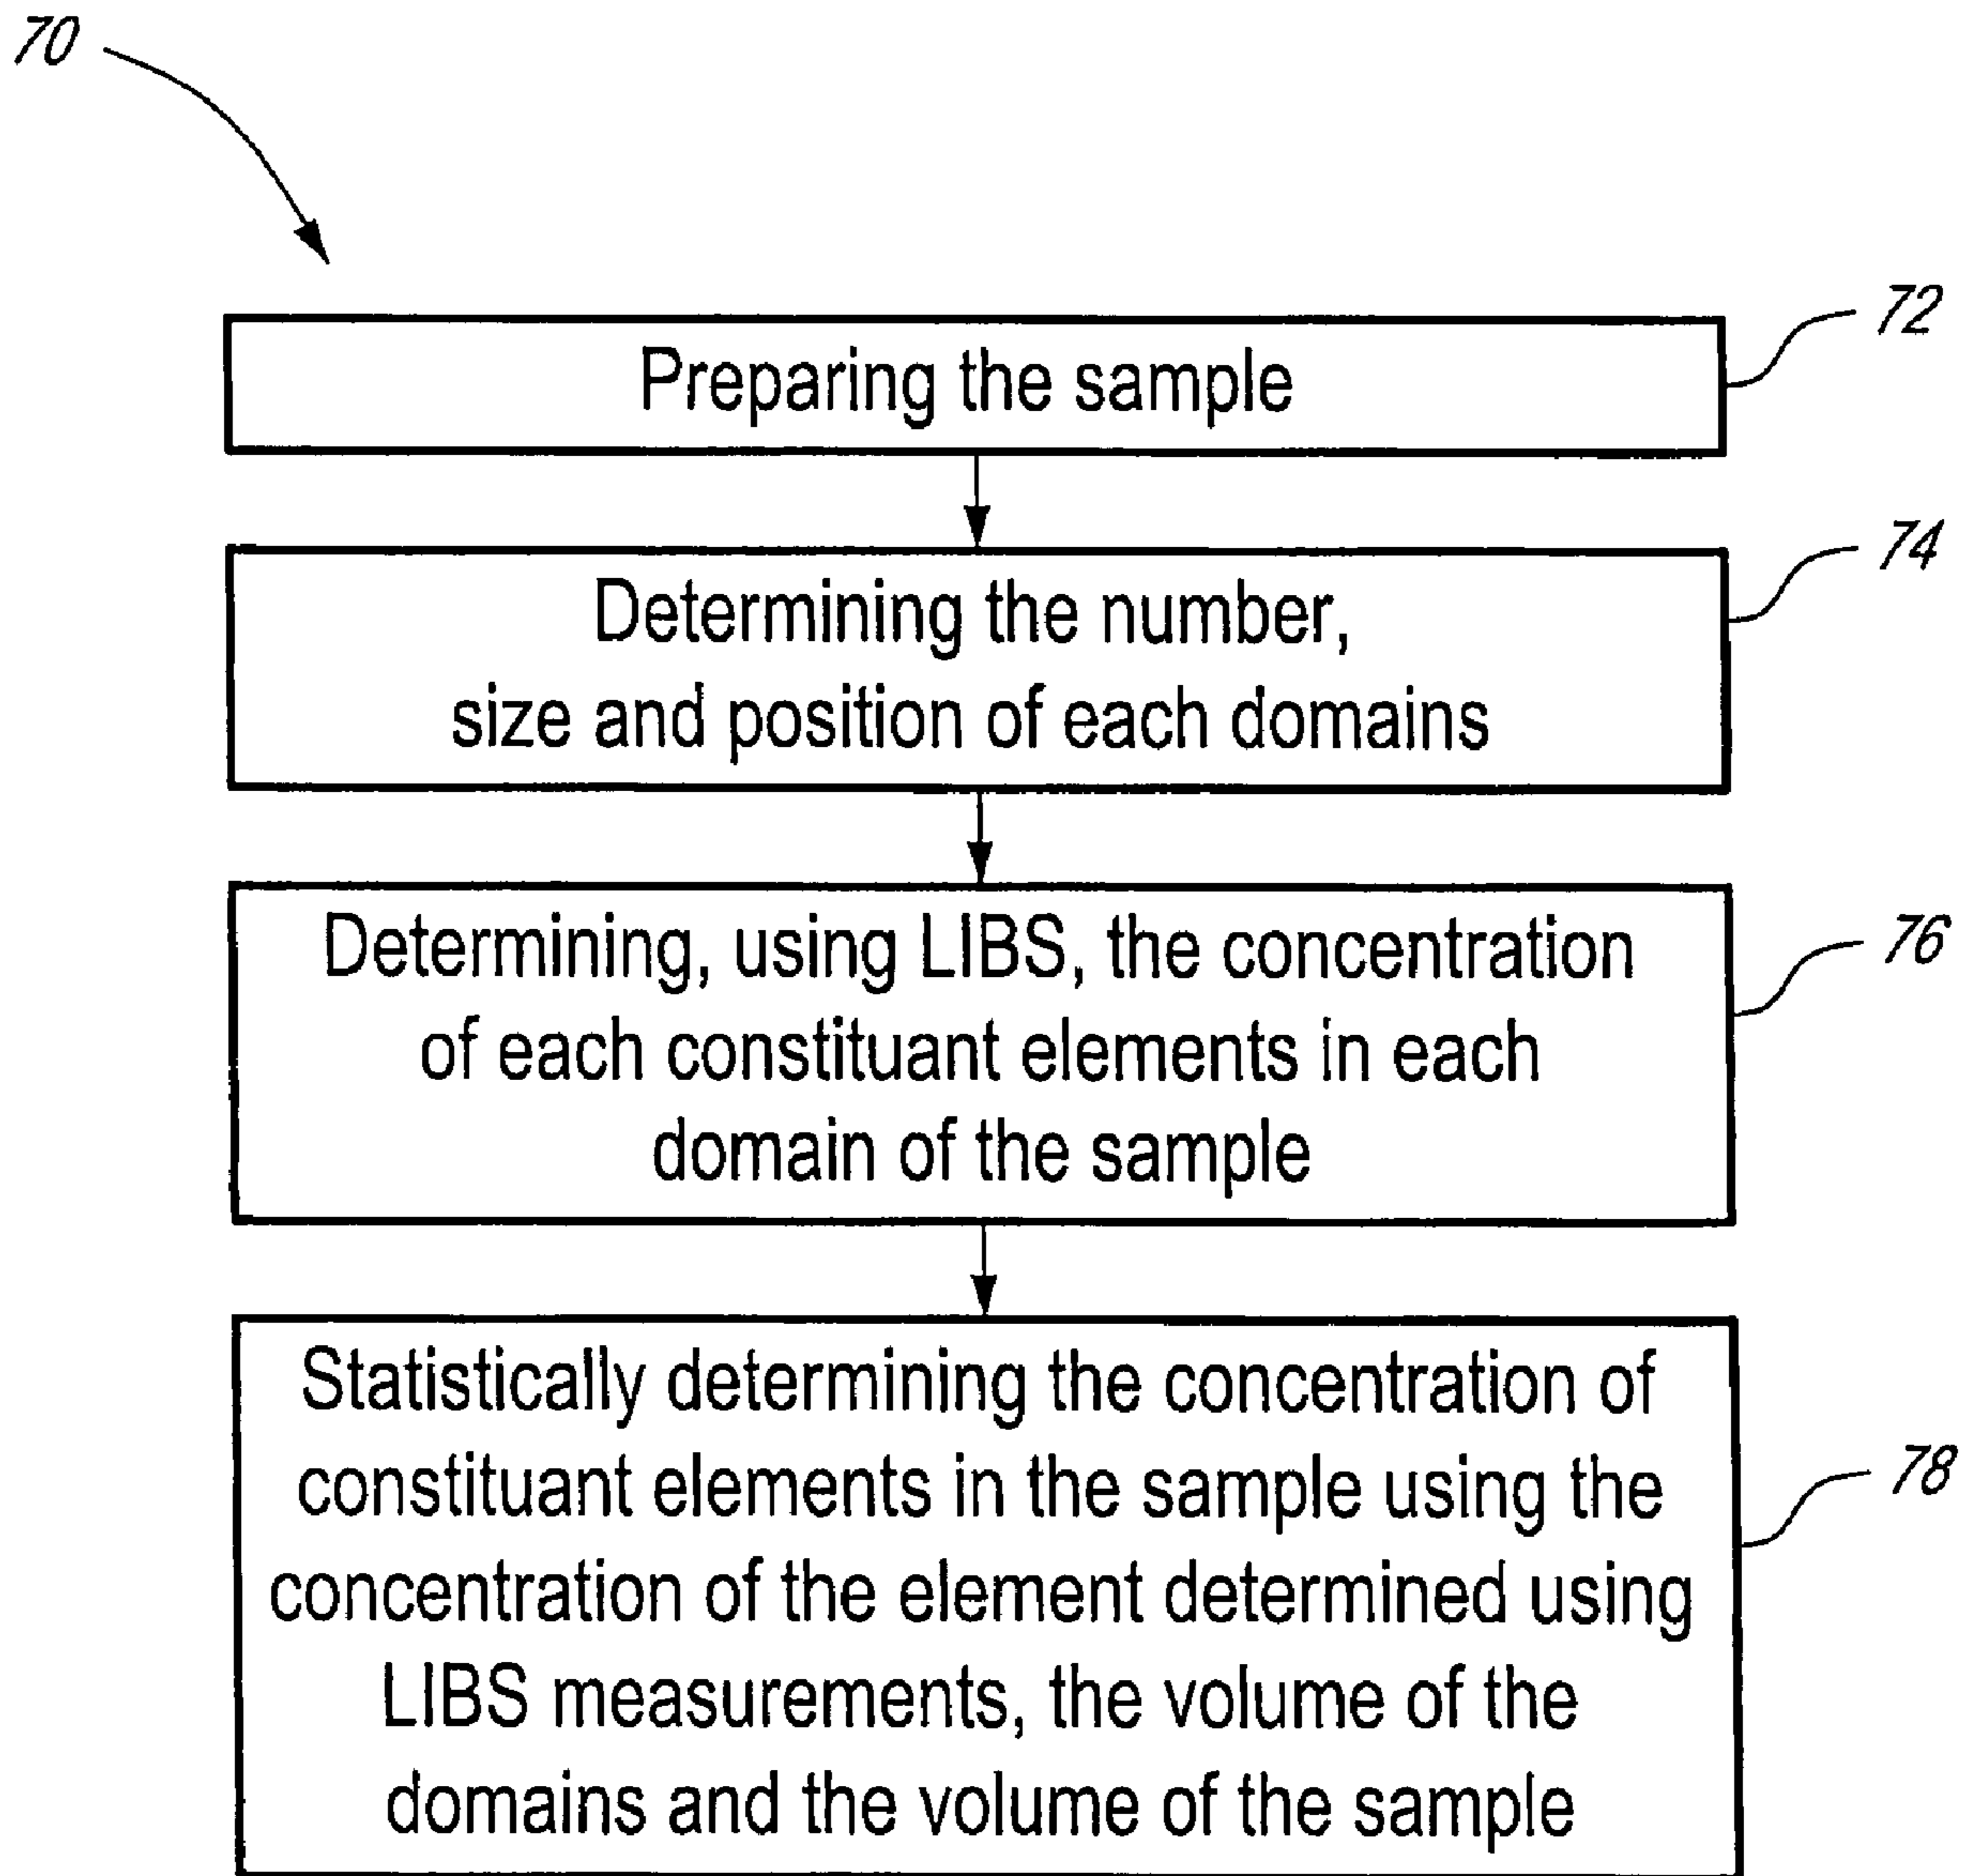 70
72
Preparing the sample
74
Determining the number,
size and position of each domains
76
Determining, using LIBS, the concentration
of each constituant elements in each
domain of the sample
78
Statistically determining the concentration of
constituant elements in the sample using the
concentration of the element determined using
LIBS measurements, the volume of the
domains and the volume of the sample